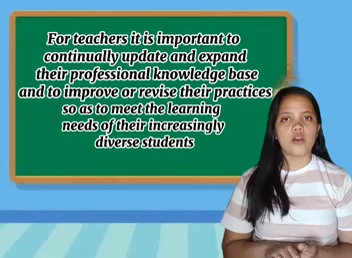 For teachers it is important to
continually update and expand
their professional knowledge base
and to improve or revise their practices
so as to meet the learning
needs of their increasingly
diverse students